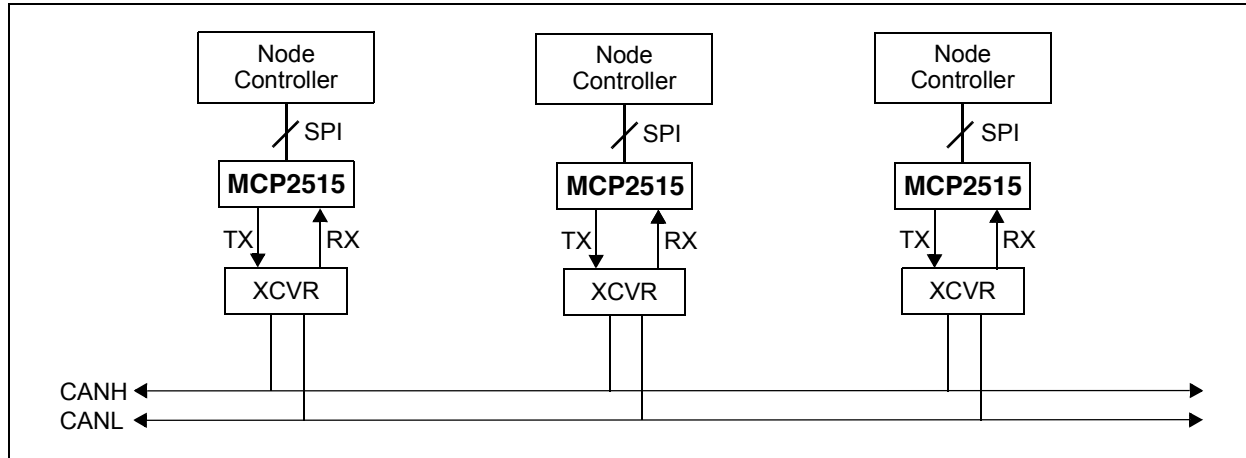 Node
Controller
Node
Controller
Node
Controller
SPI
SPI
SPI
MCP2515
MCP2515
MCP2515
TX
RX
TX
RX
TX
RX
XCVR
XCVR
XCVR
CANH
CANL